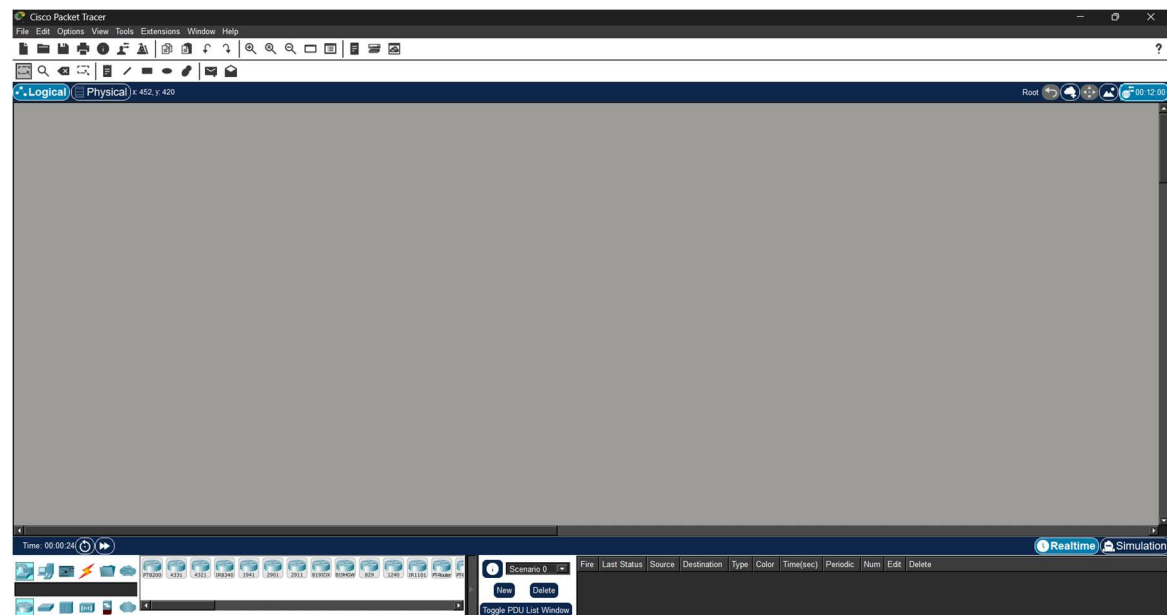 Cisco Packet Tracer
File Edit Options View Tools Extensions Window Help
?
Logical Physical x: 452, y: 420 Root 00:12:00
Time: 00:00:24 Realtime Simulation
PT8200 4331 4321 IR8340 1941 2901 2911 819IOX 819HGW 829 1240 IR1101 PT-Router PT
Scenario 0
Fire Last Status Source Destination Type Color Time(sec) Periodic Num Edit Delete
New Delete
Toggle PDU List Window